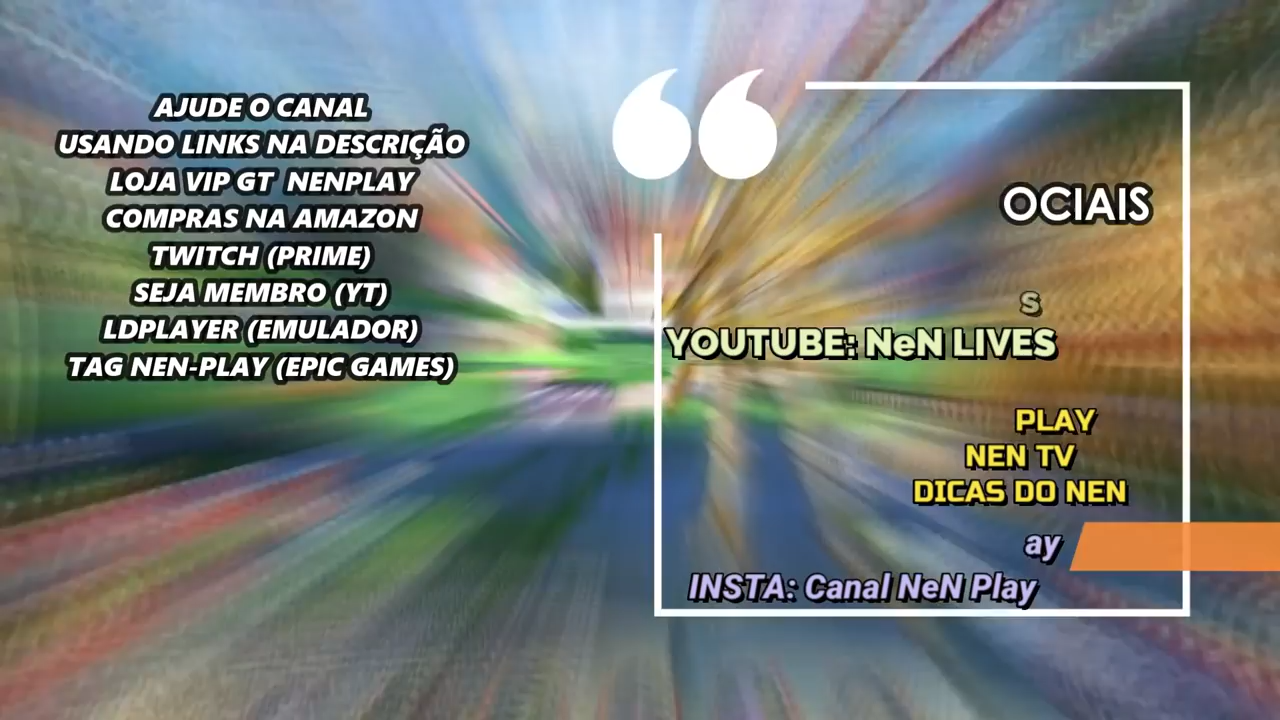 AJUDE O CANAL
USANDO LINKS NA DESCRIÇÃO
LOJA VIP GT NENPLAY
COMPRAS NA AMAZON
TWITCH (PRIME)
SEJA MEMBRO (YT)
LDPLAYER (EMULADOR)
TAG NEN-PLAY (EPIC GAMES)
OCIAIS
s
YOUTUBE: NeN LIVES
PLAY
NEN TV
DICAS DO NEN
ay
INSTA: Canal NeN Play